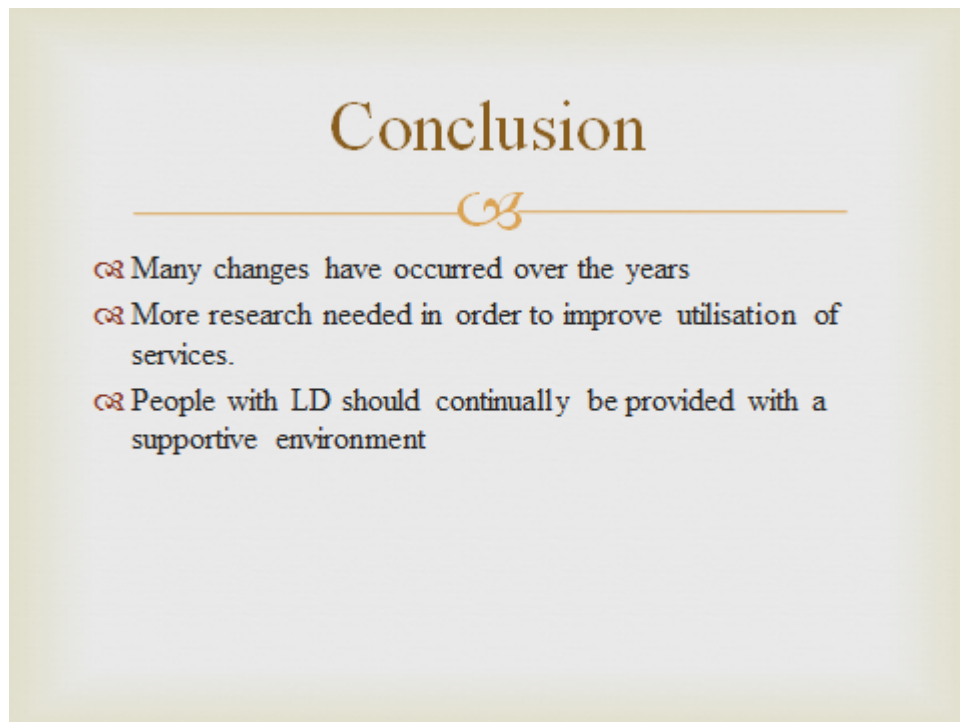 Conclusion
Many changes have occurred over the years
More research needed in order to improve utilisation of
services.
People with LD should continually be provided with a
supportive environment